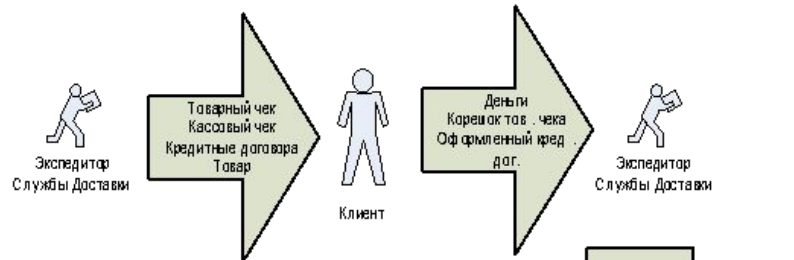 Товарный чек
Кассовый чек
Кредитные договора
Товар
Экспедитор
Службы Доставки
Клиент
Деньги
Корешок тов . чека
Оформленный кред .
дог.
Экспедитор
Службы Доставки